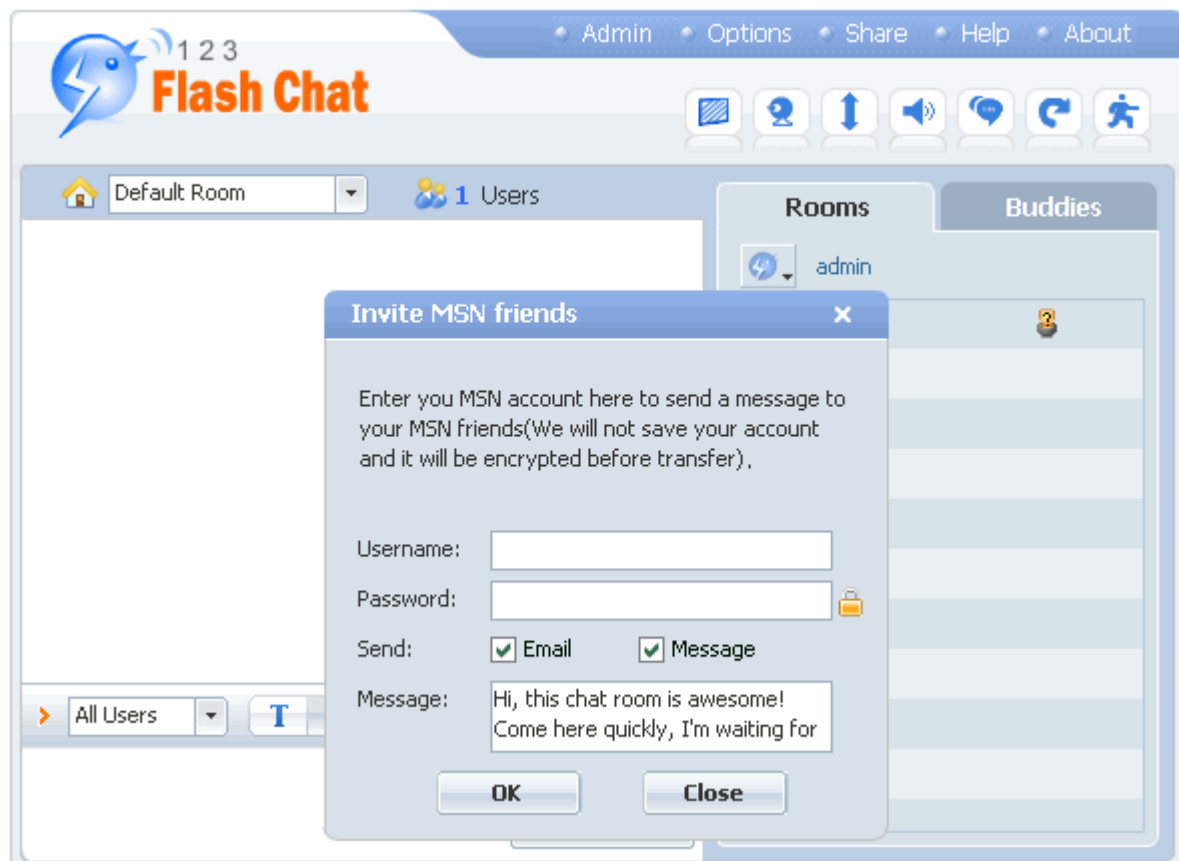 Admin Options Share Help About
123
Flash Chat
Default Room 1 Users
Rooms Buddies
admin
Invite MSN friends
Enter you MSN account here to send a message to
your MSN friends(We will not save your account
and it will be encrypted before transfer).
Username:
Password:
Send: Email Message
Message: Hi, this chat room is awesome!
Come here quickly, I'm waiting for
All Users T
OK Close